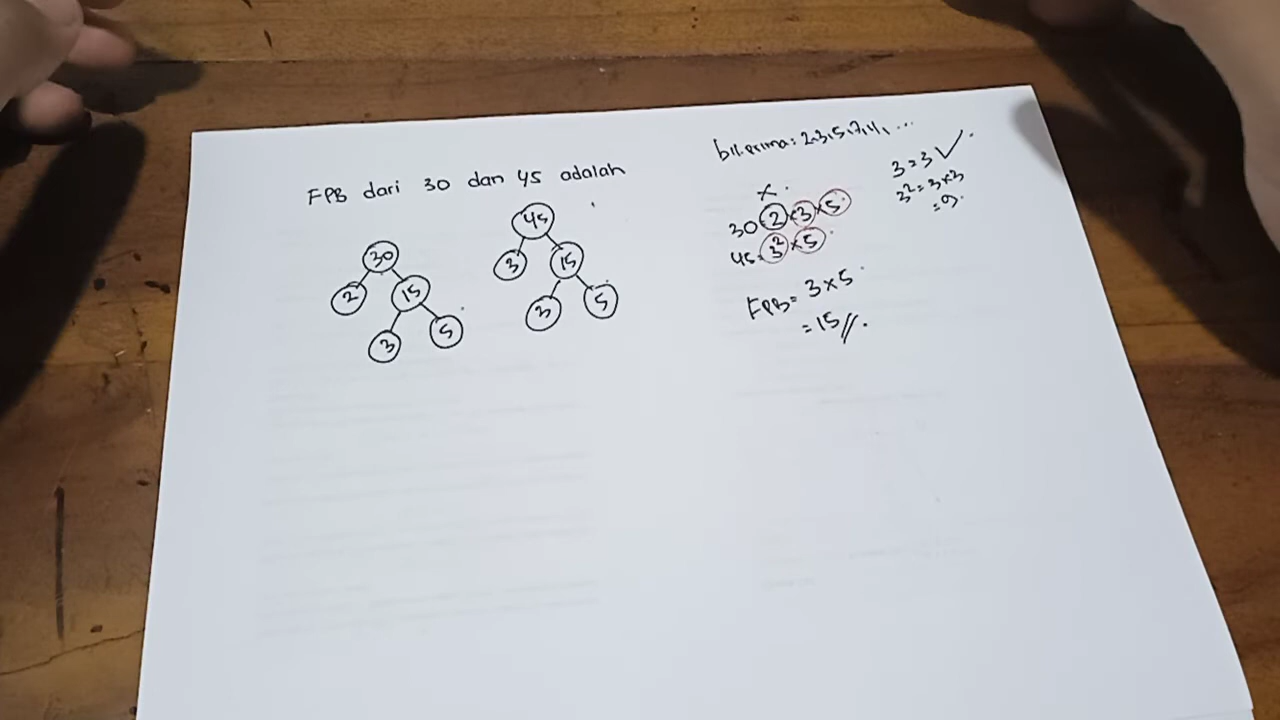 FPB dari 30 dan 45 adalah
30
2 15
3 5
45
3 15
3 5
bil.prima: 2,3,5,7,11, ...
x.
30 = 2 × 3 × 5
45 = 3² × 5
FPB = 3 × 5
= 15 //.
3 = 3 ✓.
3² = 3 × 3
= 9.